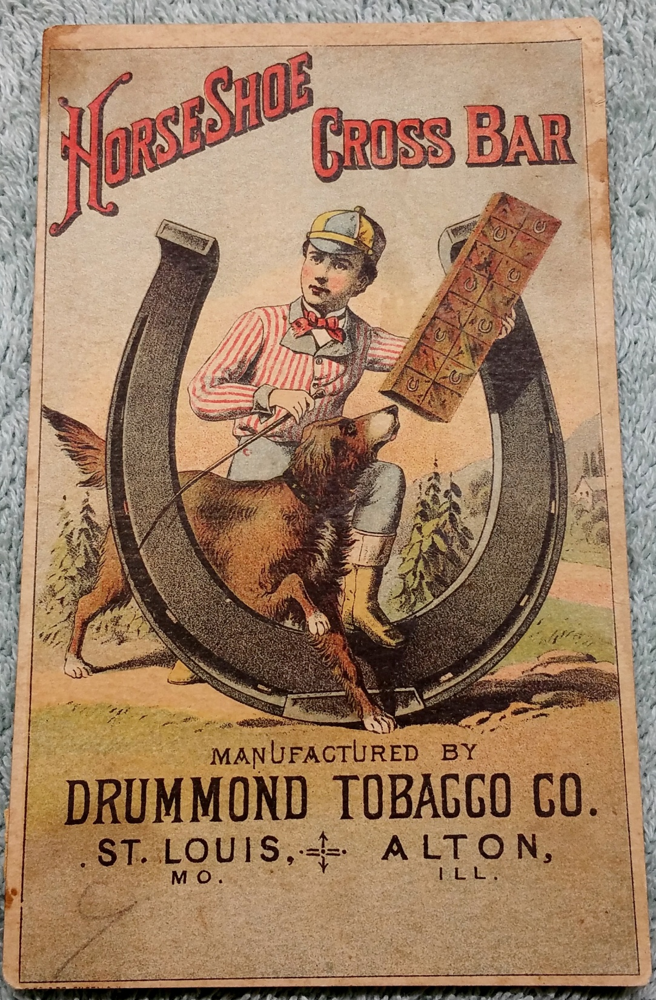 HORSESHOE
CROSS BAR
MANUFACTURED BY
DRUMMOND TOBACCO CO.
ST. LOUIS, ALTON,
MO. ILL.